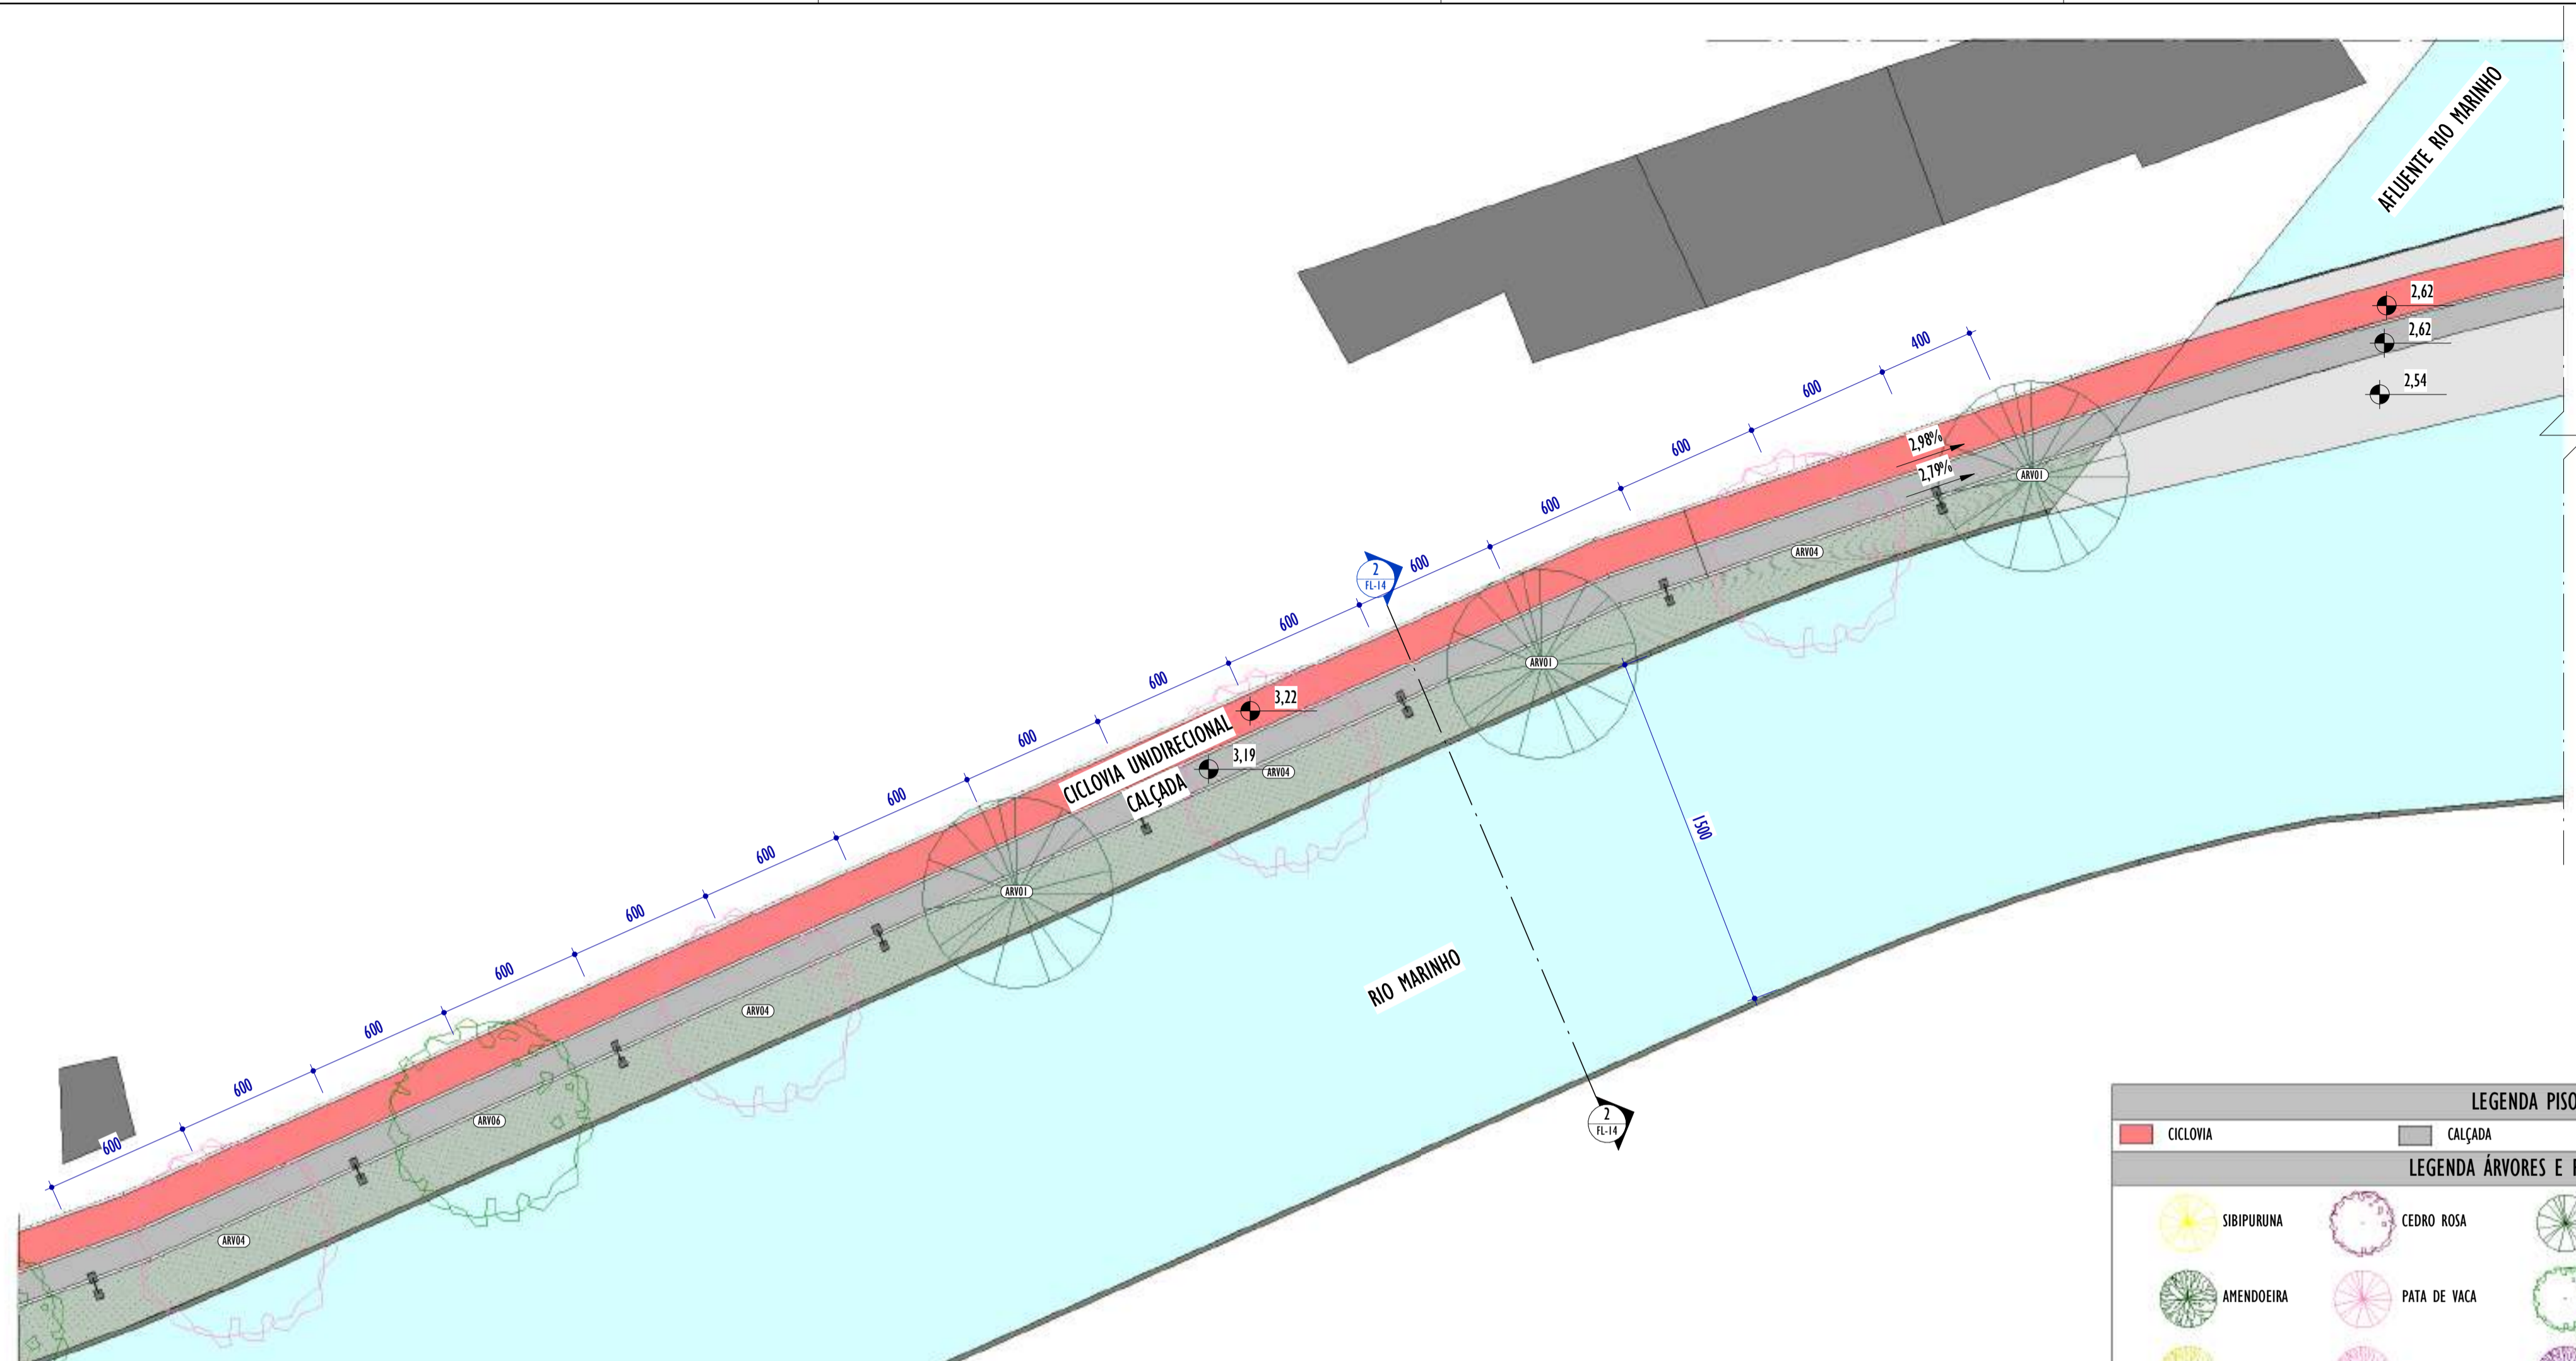 AFLUENTE RIO MARINHO
2,62
2,62
2,54
400
600
600
600
600
600
600
600
600
600
600
600
600
600
600
2,98%
2,79%
ARV01
ARV04
2
FL-14
ARV01
3,22
CICLOVIA UNIDIRECIONAL
3,19
CALÇADA
ARV04
1500
ARV01
RIO MARINHO
ARV04
ARV06
2
FL-14
ARV04
LEGENDA PISO
CICLOVIA
CALÇADA
LEGENDA ÁRVORES E
SIBIPURUNA
CEDRO ROSA
AMENDOEIRA
PATA DE VACA